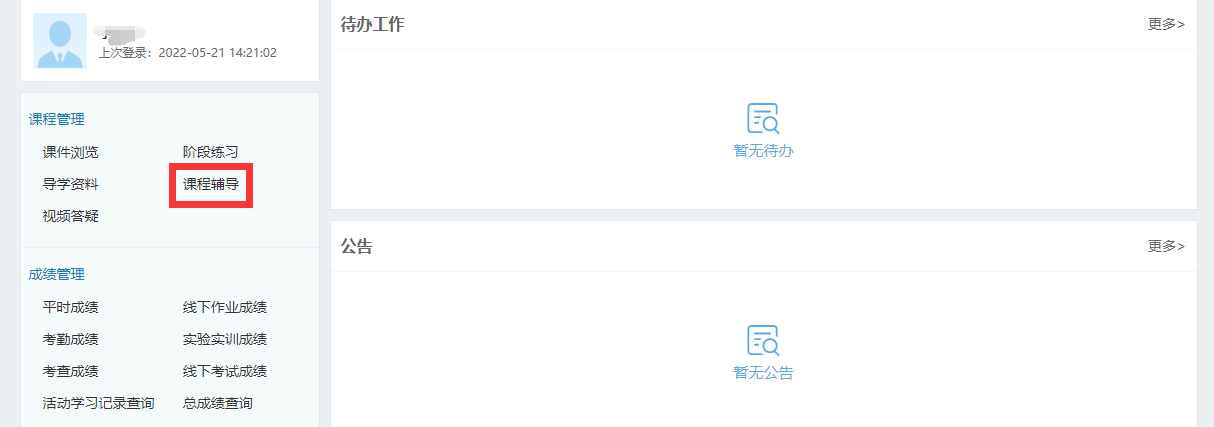 上次登录：2022-05-21 14:21:02
课程管理
课件浏览 阶段练习
导学资料 课程辅导
视频答疑
成绩管理
平时成绩 线下作业成绩
考勤成绩 实验实训成绩
考查成绩 线下考试成绩
活动学习记录查询 总成绩查询
待办工作 更多>
暂无待办
公告 更多>
暂无公告